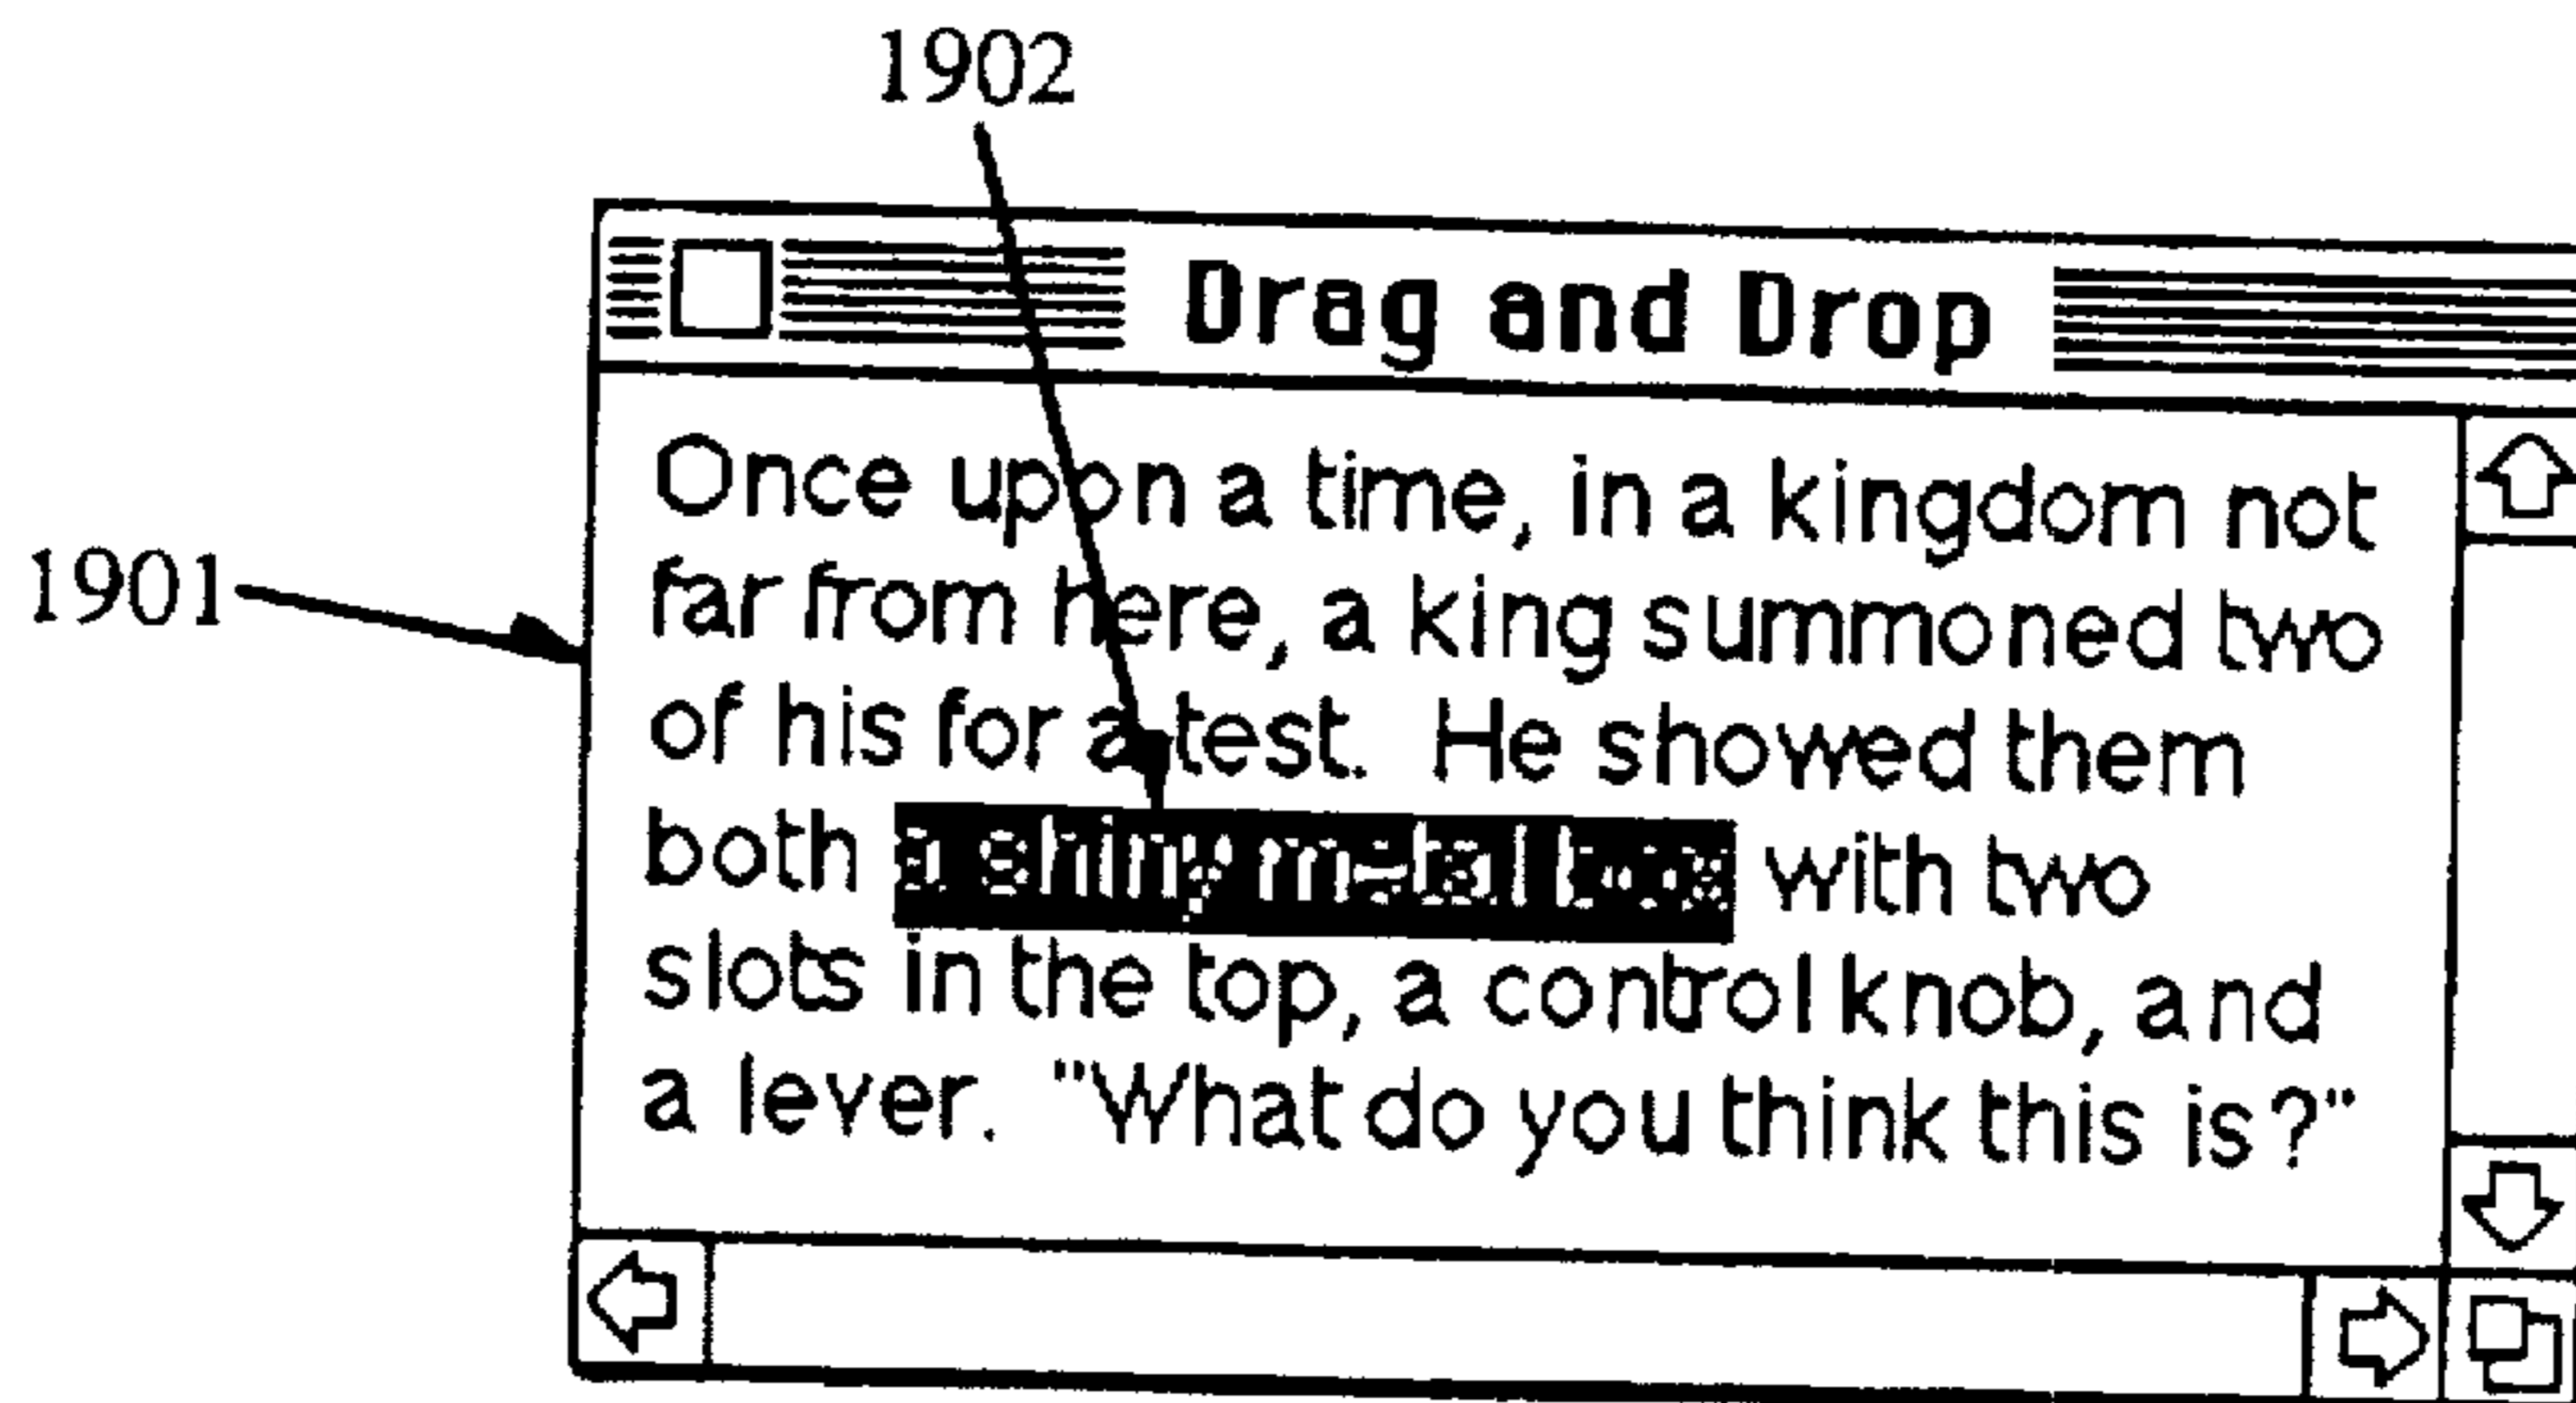 1902
Drag and Drop
1901
Once upon a time, in a kingdom not
far from here, a king summoned two
of his for a test. He showed them
both a shiny metal box with two
slots in the top, a control knob, and
a lever. "What do you think this is?"